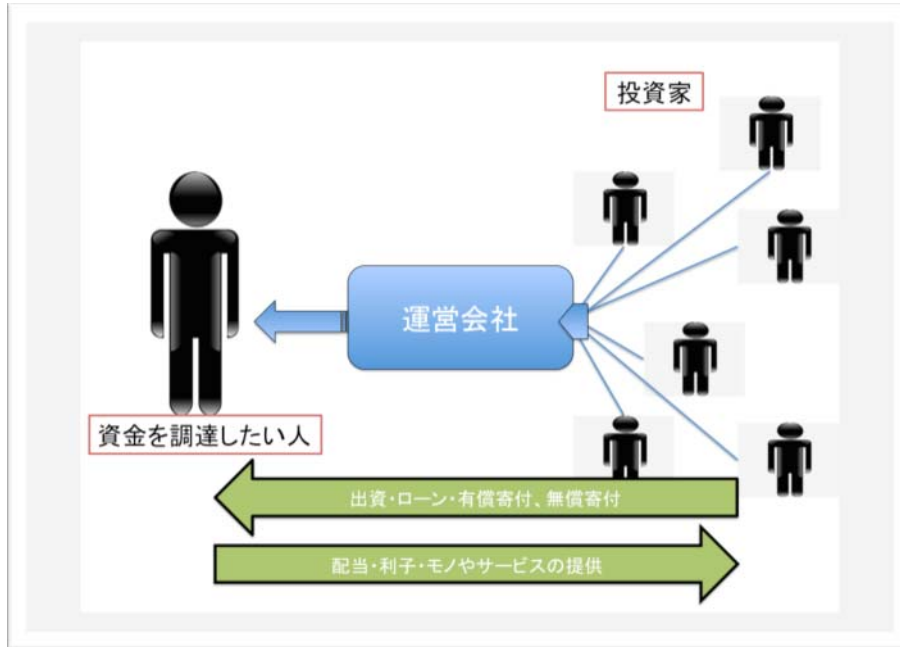 投資家
運営会社
資金を調達したい人
出資・ローン・有償寄付、無償寄付
配当・利子・モノやサービスの提供